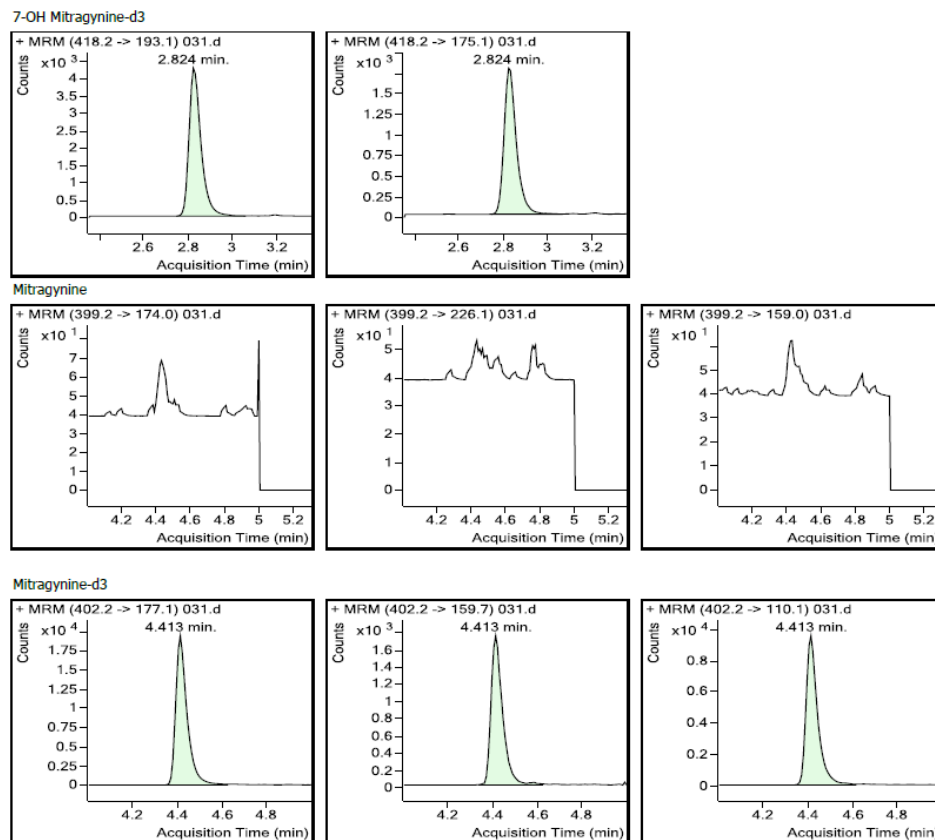 7-OH Mitragynine-d3
+ MRM (418.2 -> 193.1) 031.d
Counts
x10 3
2.824 min.
4
3.5
3
2.5
2
1.5
1
0.5
0
2.6 2.8 3 3.2
Acquisition Time (min)
+ MRM (418.2 -> 175.1) 031.d
Counts
x10 3
2.824 min.
1.5
1.25
1
0.75
0.5
0.25
0
2.6 2.8 3 3.2
Acquisition Time (min)
Mitragynine
+ MRM (399.2 -> 174.0) 031.d
Counts
x10 1
7
6
5
4
3
2
1
0
4.2 4.4 4.6 4.8 5 5.2
Acquisition Time (min)
+ MRM (399.2 -> 226.1) 031.d
Counts
x10 1
5
4
3
2
1
0
4.2 4.4 4.6 4.8 5 5.2
Acquisition Time (min)
+ MRM (399.2 -> 159.0) 031.d
Counts
x10 1
6
5
4
3
2
1
0
4.2 4.4 4.6 4.8 5 5.2
Acquisition Time (min)
Mitragynine-d3
+ MRM (402.2 -> 177.1) 031.d
Counts
x10 4
4.413 min.
1.75
1.5
1.25
1
0.75
0.5
0.25
0
4.2 4.4 4.6 4.8
Acquisition Time (min)
+ MRM (402.2 -> 159.7) 031.d
Counts
x10 3
4.413 min.
1.6
1.4
1.2
1
0.8
0.6
0.4
0.2
4.2 4.4 4.6 4.8
Acquisition Time (min)
+ MRM (402.2 -> 110.1) 031.d
Counts
x10 4
4.413 min.
0.8
0.6
0.4
0.2
0
4.2 4.4 4.6 4.8
Acquisition Time (min)